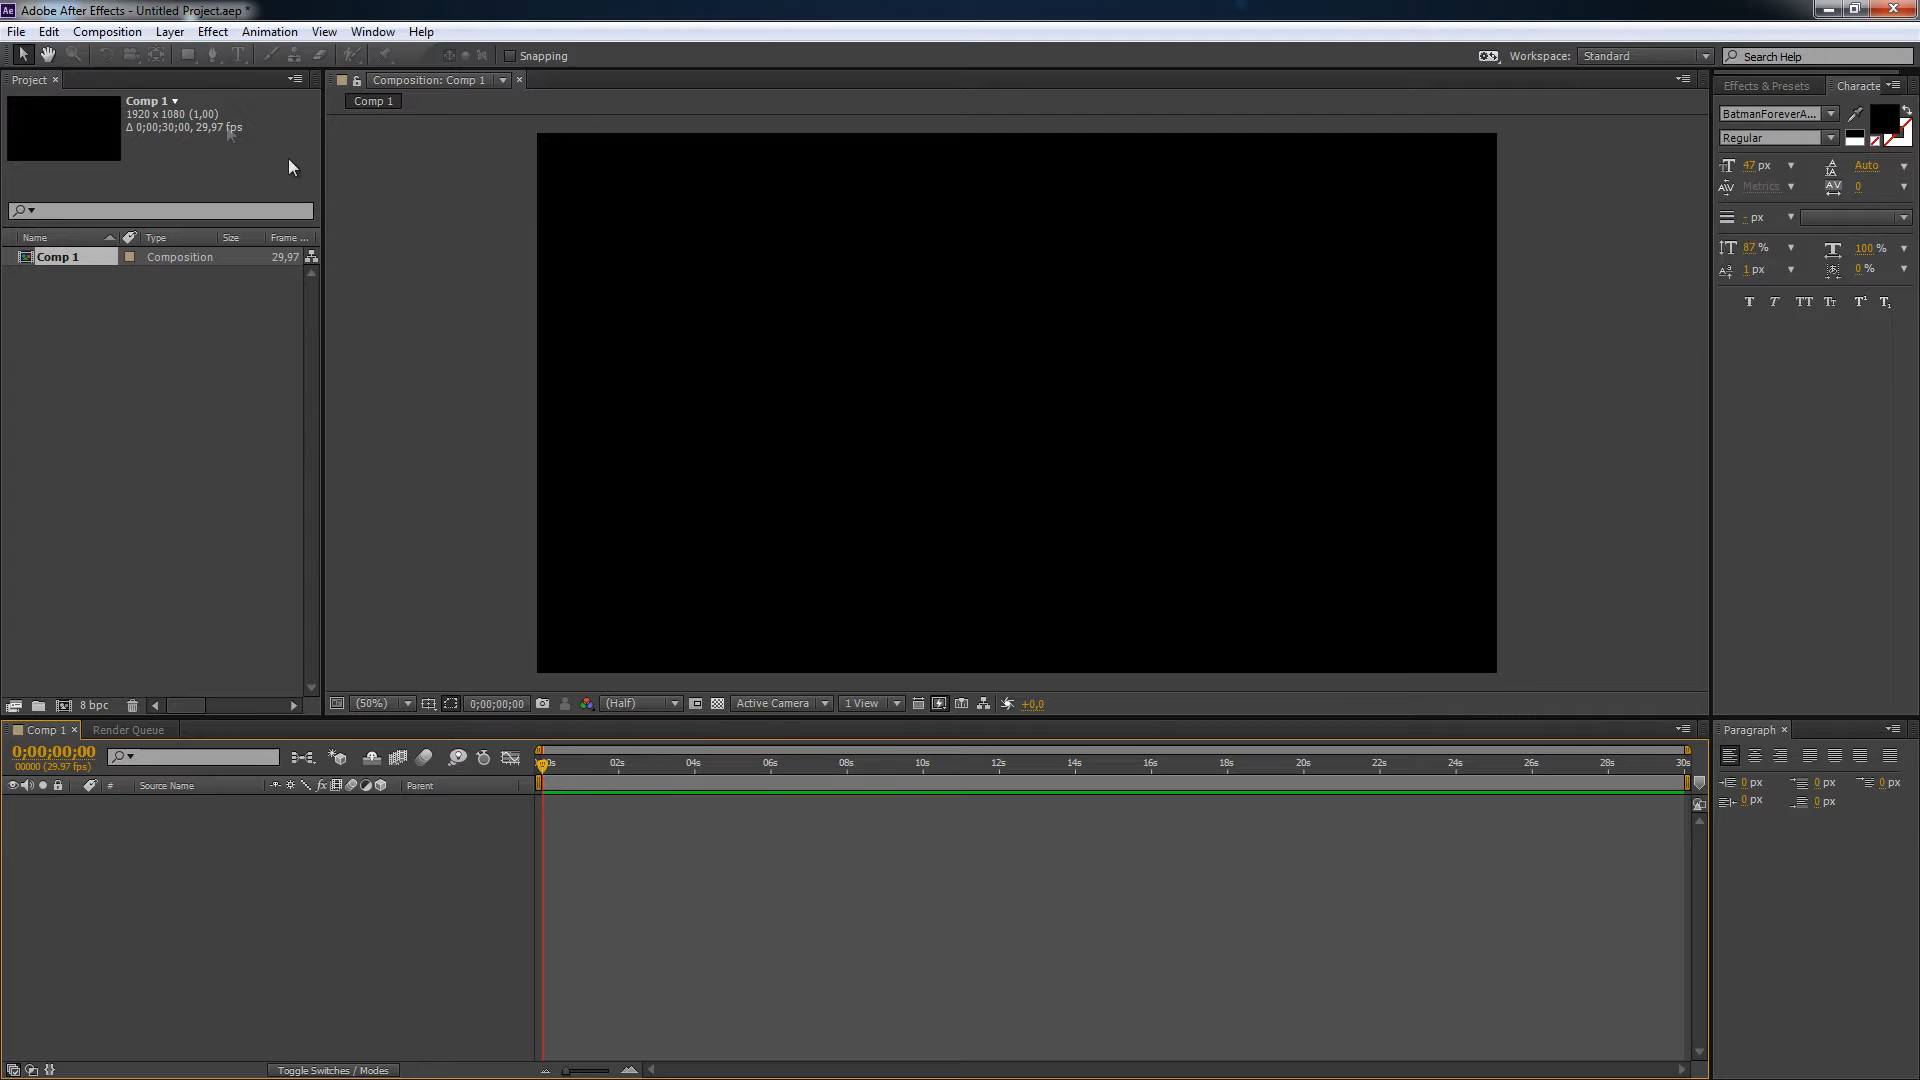 Ae Adobe After Effects - Untitled Project.aep *
File Edit Composition Layer Effect Animation View Window Help
T Snapping Workspace: Standard Search Help
Project Composition: Comp 1
Effects & Presets Characte
Comp 1
1920 x 1080 (1,00)
Δ 0;00;30;00, 29,97 fps
Comp 1
BatmanForeverA...
Regular
47 px Auto
Metrics 0
- px
87 % 100 %
1 px 0 %
T T TT Tт T¹ T₁
Name Type Size Frame ...
Comp 1 Composition 29,97
8 bpc
(50%) 0;00;00;00 (Half) Active Camera 1 View +0,0
Comp 1 Render Queue
Paragraph
0;00;00;00
00000 (29.97 fps)
02s 04s 06s 08s 10s 12s 14s 16s 18s 20s 22s 24s 26s 28s 30s
# Source Name fx Parent
0 px 0 px 0 px
0 px 0 px
Toggle Switches / Modes